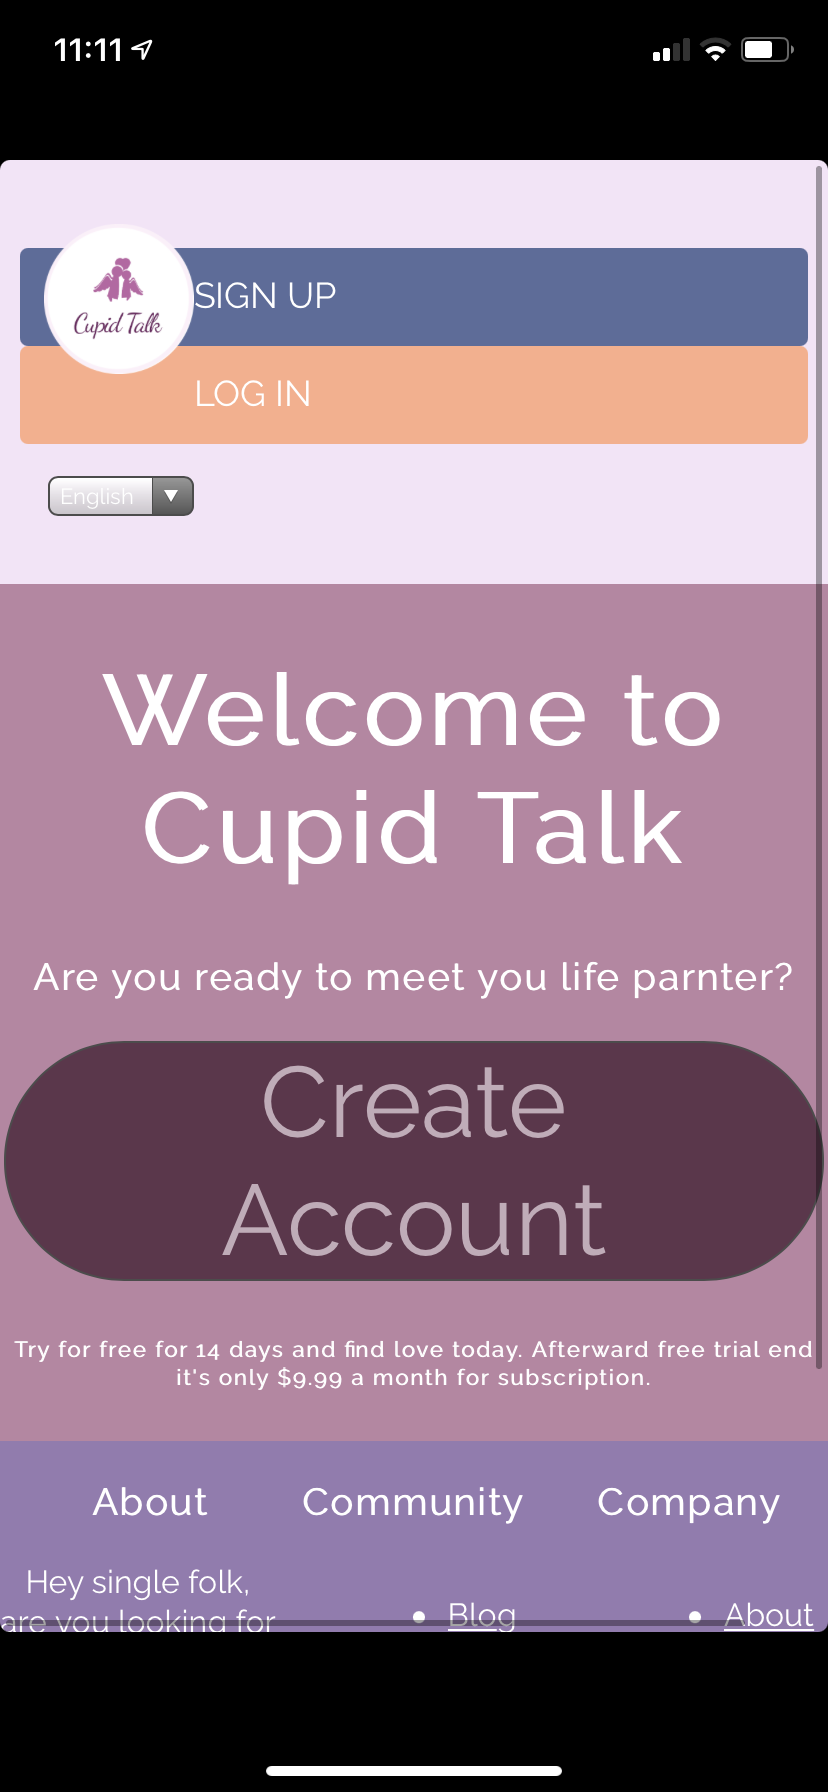 11:11
SIGN UP
Cupid Talk
LOG IN
English
Welcome to
Cupid Talk
Are you ready to meet you life parnter?
Create
Account
Try for free for 14 days and find love today. Afterward free trial end
it's only $9.99 a month for subscription.
About Community Company
Hey single folk,
are you looking for
Blog
About